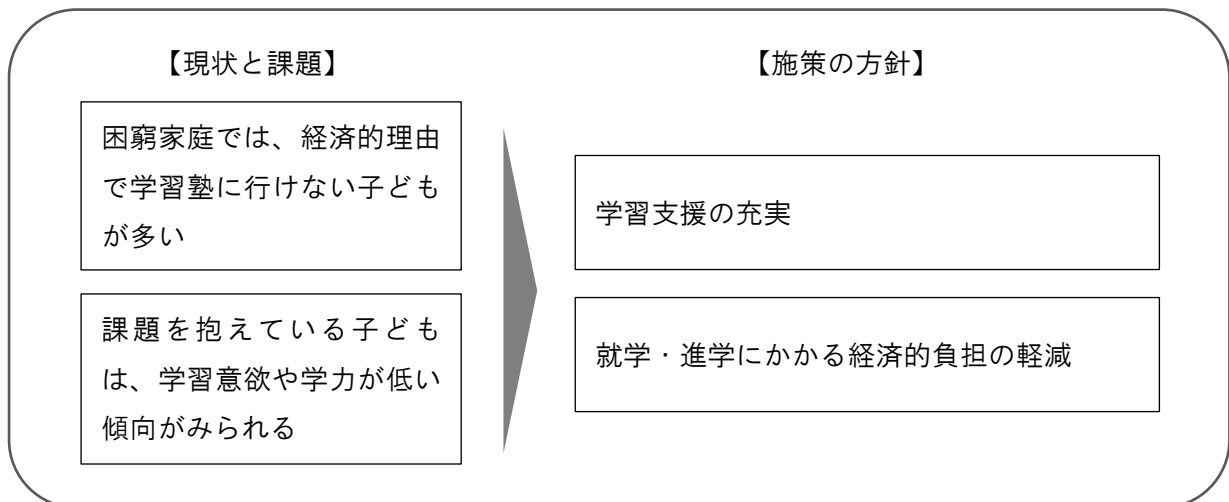 【現状と課題】
困窮家庭では、経済的理由
で学習塾に行けない子ども
が多い
課題を抱えている子ども
は、学習意欲や学力が低い
傾向がみられる
【施策の方針】
学習支援の充実
就学・進学にかかる経済的負担の軽減